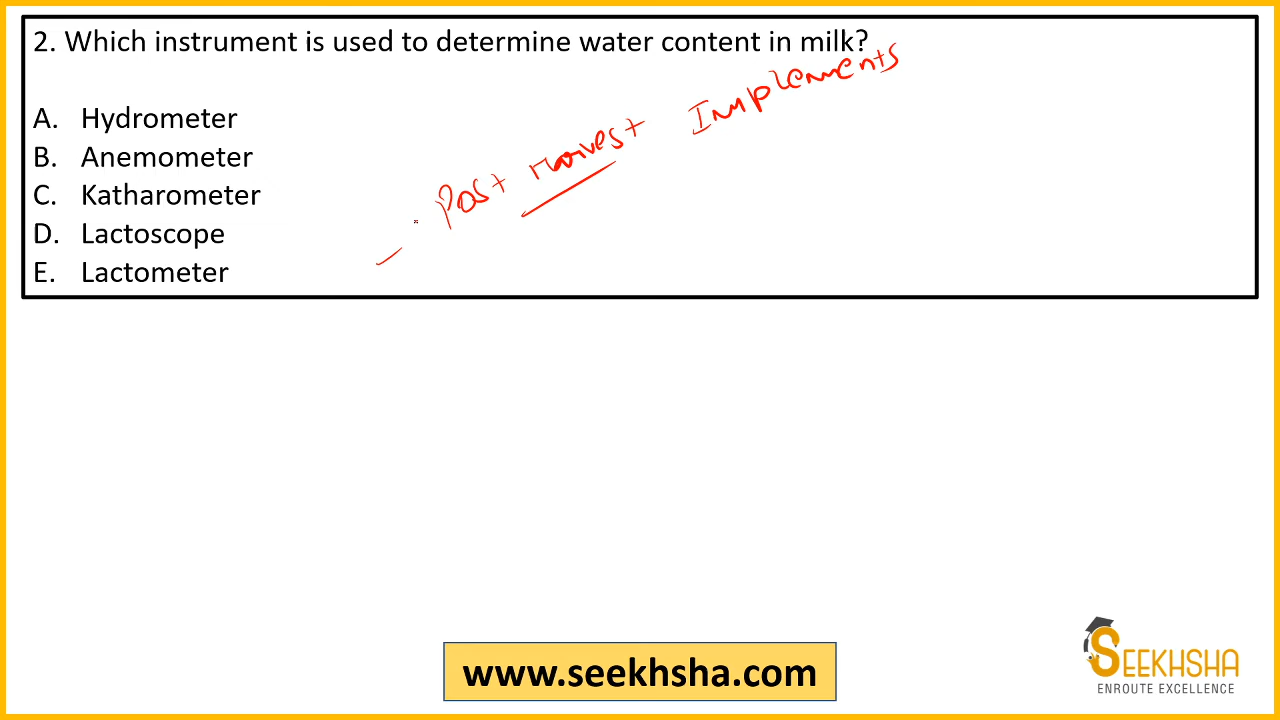 2. Which instrument is used to determine water content in milk?
A. Hydrometer
B. Anemometer
C. Katharometer
D. Lactoscope
E. Lactometer
Post Harvest Implements
www.seekhsha.com
SEEKHSHA
ENROUTE EXCELLENCE